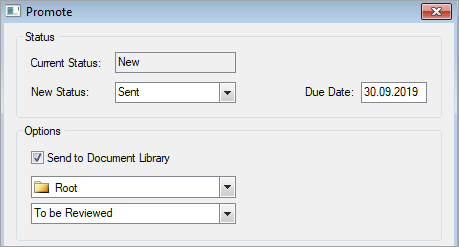 Promote
Status
Current Status: New
New Status: Sent Due Date: 30.09.2019
Options
Send to Document Library
Root
To be Reviewed